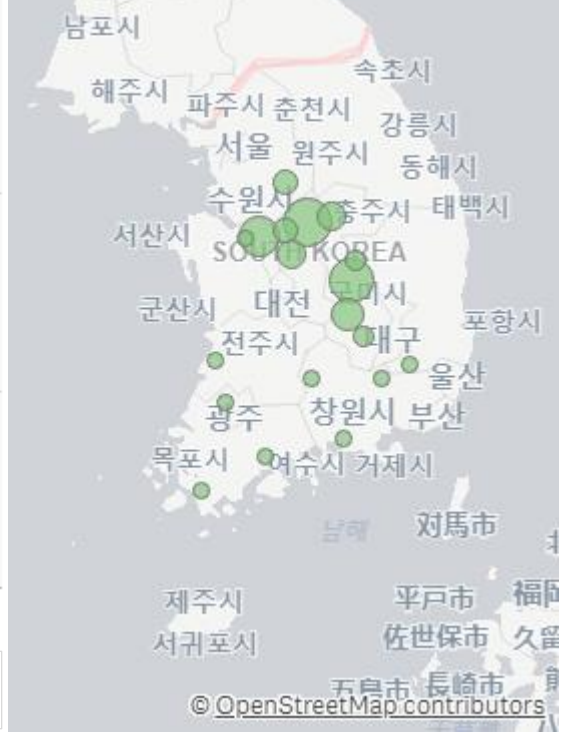 남포시
해주시
속초시
파주시 춘천시
강릉시
서울 원주시
동해시
수원시
충주시 태백시
서산시
SOUTH KOREA
구미시
군산시 대전
포항시
전주시 대구
울산
광주 창원시 부산
목포시 여수시 거제시
남해
対馬市
제주시
平戸市 福岡
서귀포시
佐世保市 久留
五島市 長崎市
© OpenStreetMap contributors